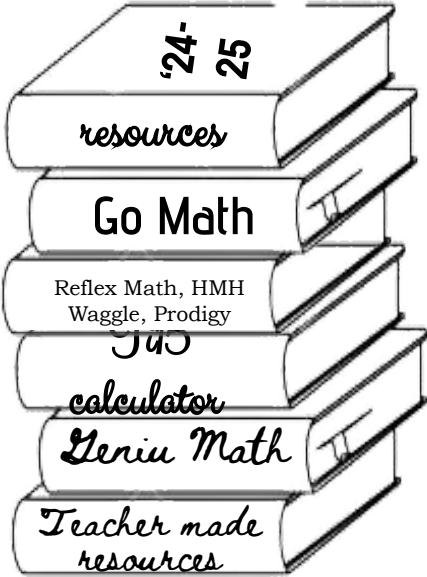 '24-
25
resources
Go Math
Reflex Math, HMH
Waggle, Prodigy
calculator
Geniu Math
Teacher made
resources